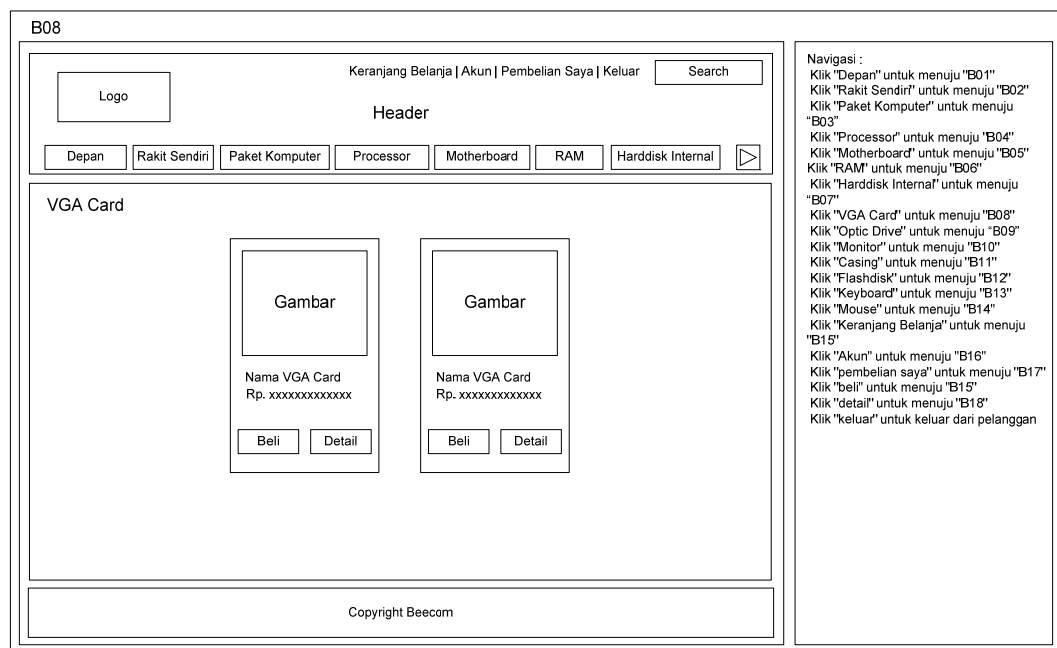 B08
Keranjang Belanja | Akun | Pembelian Saya | Keluar
Search
Logo
Header
Depan
Rakit Sendiri
Paket Komputer
Processor
Motherboard
RAM
Harddisk Internal
VGA Card
Gambar
Nama VGA Card
Rp. xxxxxxxxxxxxx
Beli
Detail
Gambar
Nama VGA Card
Rp. xxxxxxxxxxxxx
Beli
Detail
Copyright Beecom
Navigasi :
Klik "Depan" untuk menuju "B01"
Klik "Rakit Sendiri" untuk menuju "B02"
Klik "Paket Komputer" untuk menuju
“B03”
Klik "Processor" untuk menuju "B04"
Klik "Motherboard" untuk menuju "B05"
Klik "RAM" untuk menuju "B06"
Klik "Harddisk Internal" untuk menuju
“B07”
Klik "VGA Card" untuk menuju "B08"
Klik "Optic Drive" untuk menuju “B09”
Klik "Monitor" untuk menuju "B10"
Klik "Casing" untuk menuju "B11"
Klik "Flashdisk" untuk menuju "B12"
Klik "Keyboard" untuk menuju "B13"
Klik "Mouse" untuk menuju "B14"
Klik "Keranjang Belanja" untuk menuju
"B15"
Klik "Akun" untuk menuju "B16"
Klik "pembelian saya" untuk menuju "B17"
Klik "beli" untuk menuju "B15"
Klik "detail" untuk menuju "B18"
Klik "keluar" untuk keluar dari pelanggan